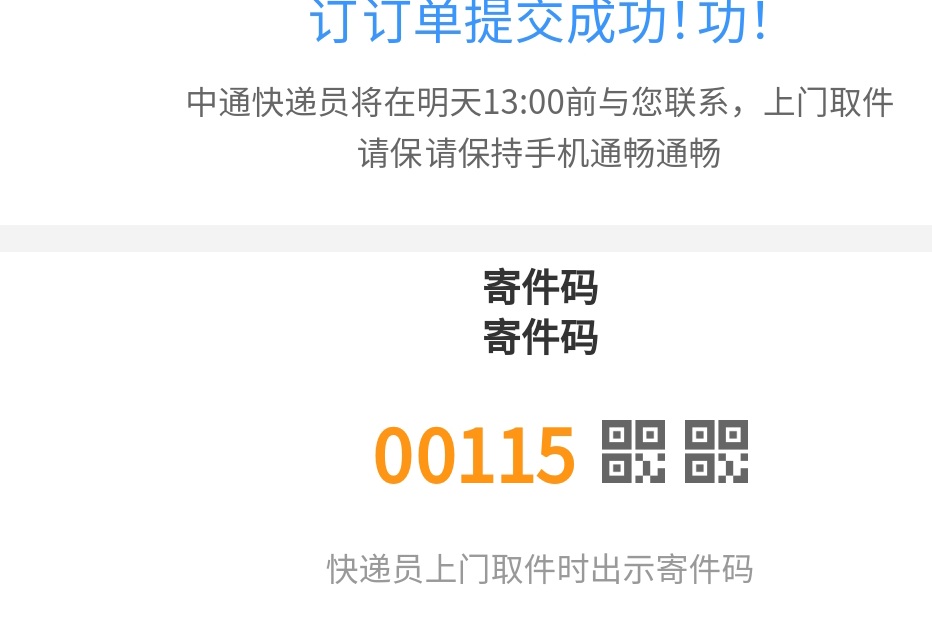 订订单提交成功！功！
中通快递员将在明天13:00前与您联系，上门取件
请保请保持手机通畅通畅
寄件码
寄件码
00115
快递员上门取件时出示寄件码